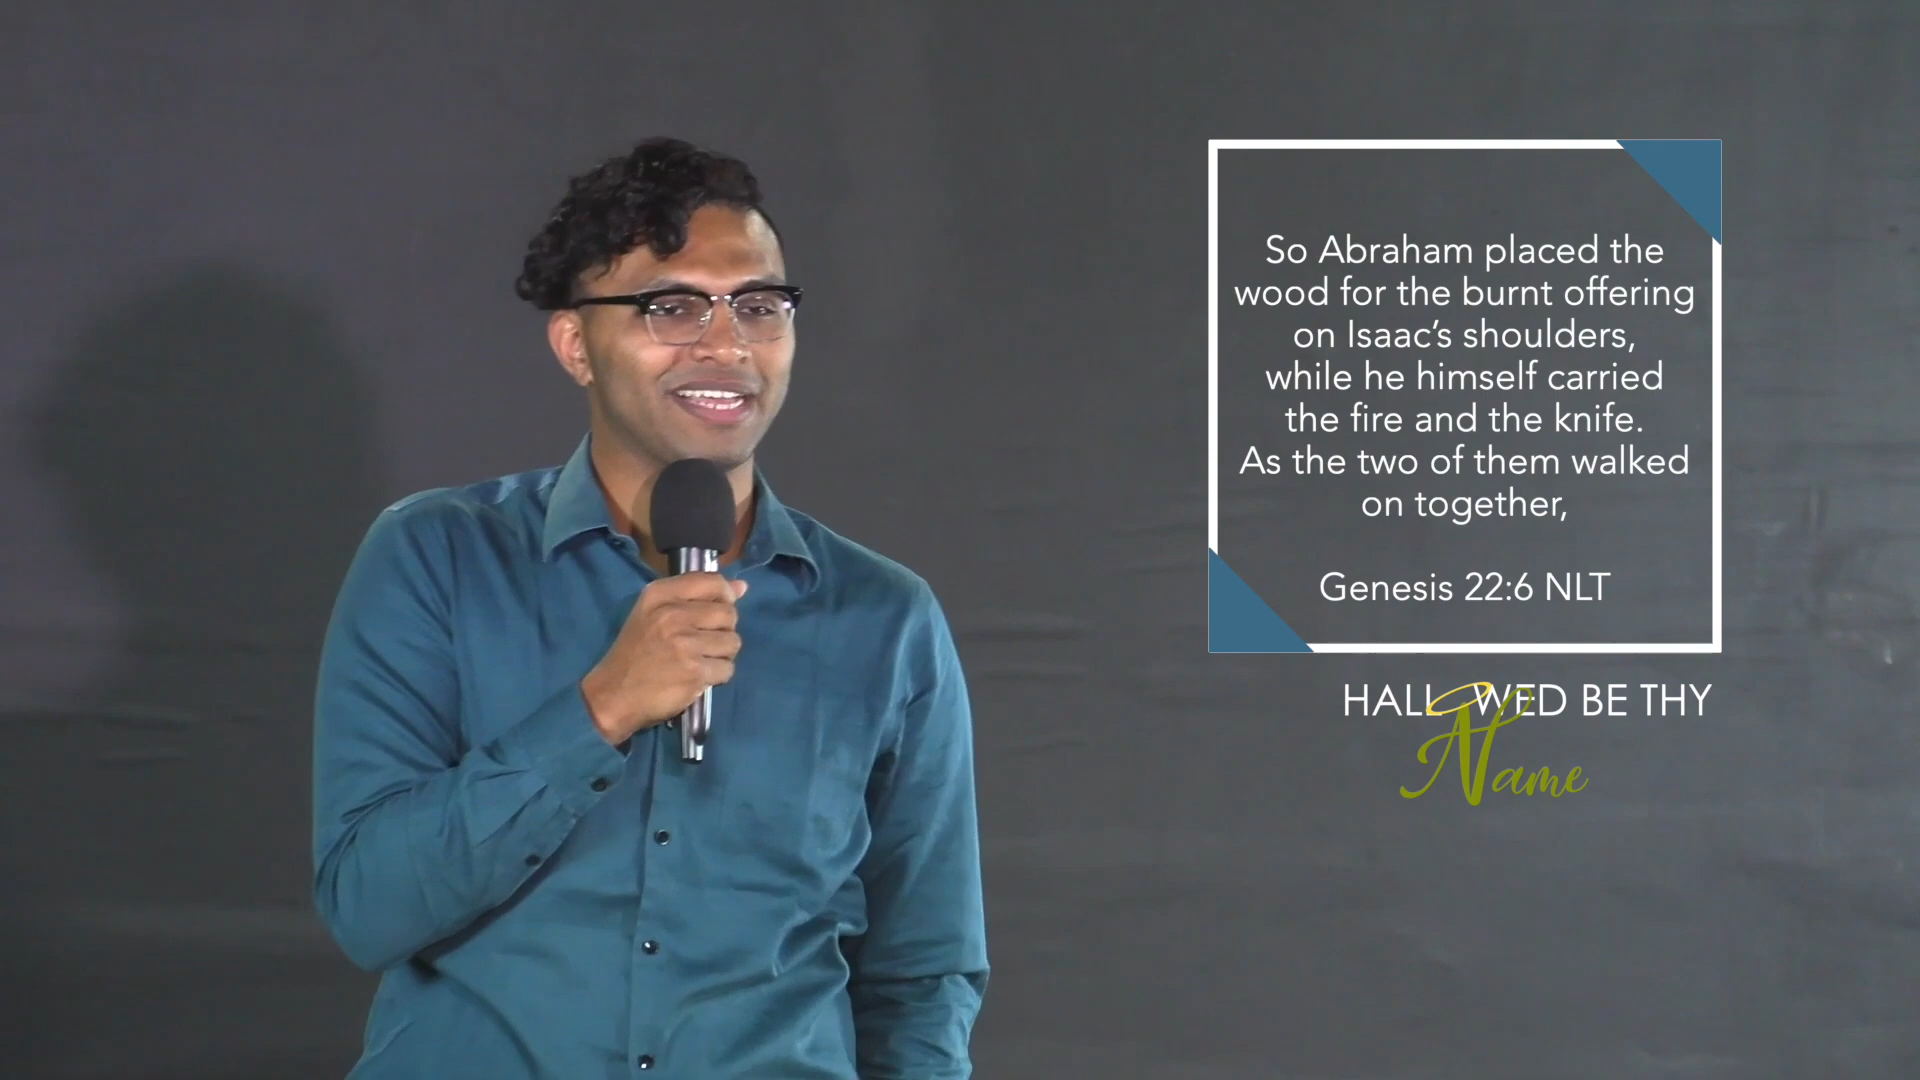 So Abraham placed the
wood for the burnt offering
on Isaac’s shoulders,
while he himself carried
the fire and the knife.
As the two of them walked
on together,
Genesis 22:6 NLT
HALLOWED BE THY
Name